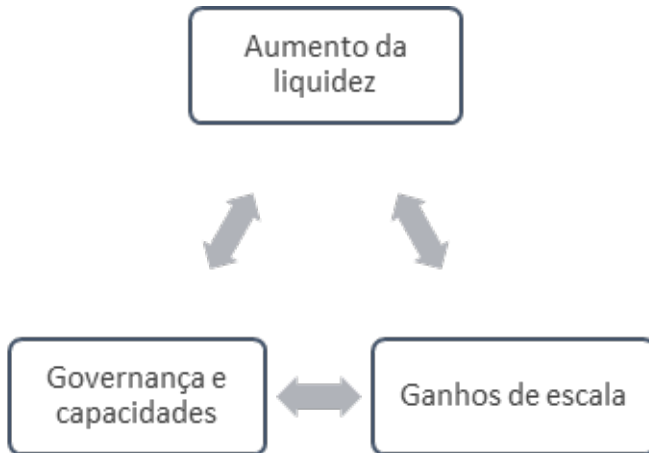 Aumento da
liquidez
Governança e
capacidades
Ganhos de escala